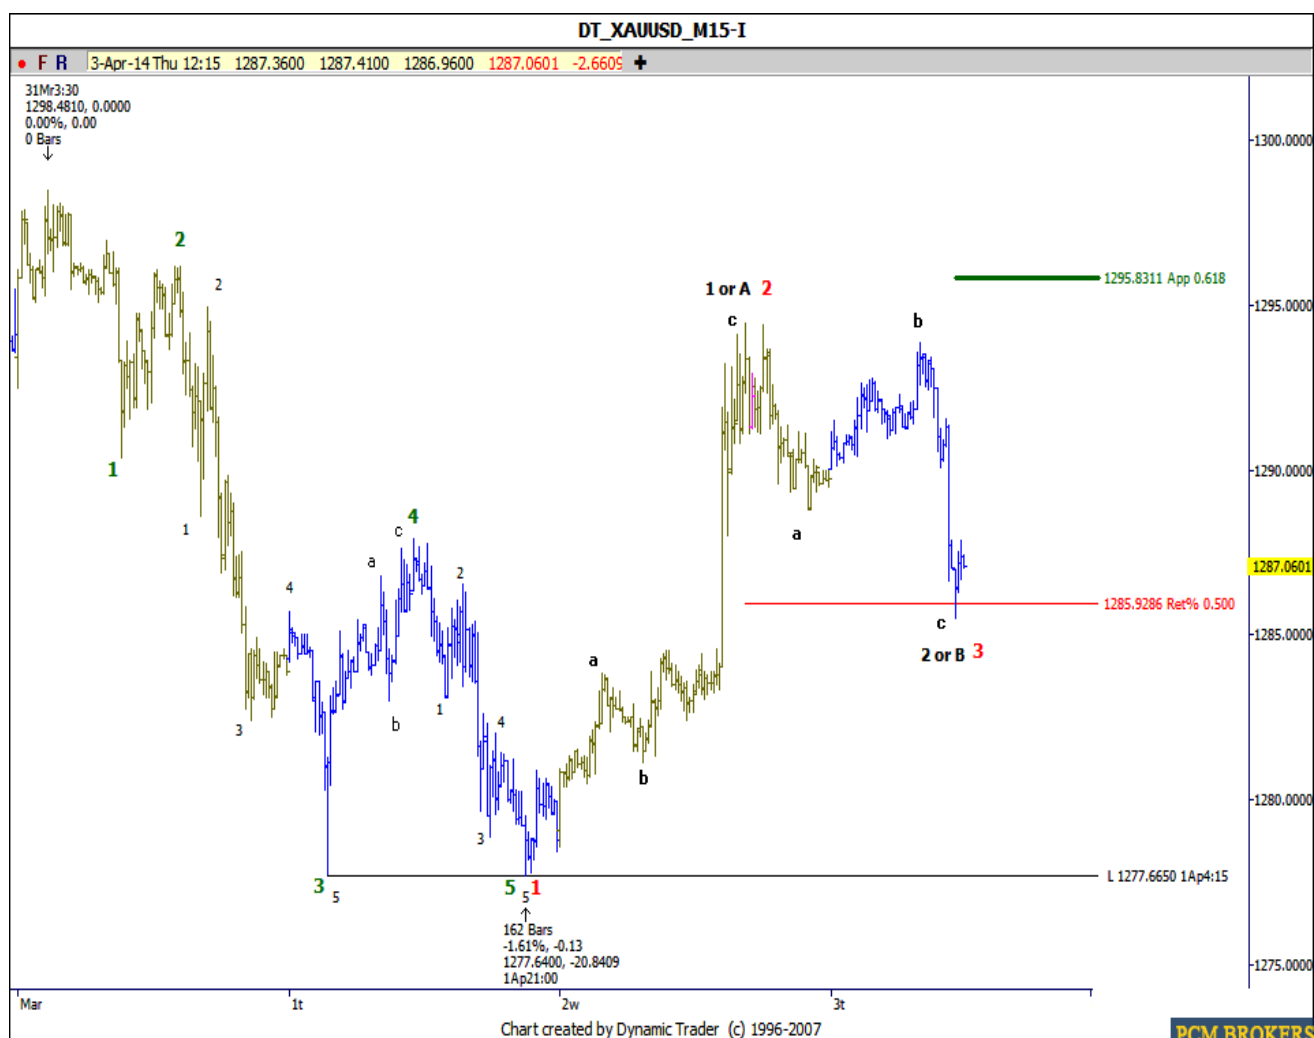 DT_XAUUSD_M15-I
F R 3-Apr-14 Thu 12:15 1287.3600 1287.4100 1286.9600 1287.0601 -2.6609
31Mr3:30
1298.4810, 0.0000
0.00%, 0.00
0 Bars
1300.0000
2
2
1 or A 2
c
b
1295.8311 App 0.618
1295.0000
1
1
1290.0000
a
4
c
a
2
4
1287.0601
1285.9286 Ret% 0.500
c
2 or B 3
1285.0000
a
3
b
1
4
b
1280.0000
3
3
5
5 1
5
L 1277.6650 1Ap4:15
162 Bars
-1.61%, -0.13
1277.6400, -20.8409
1Ap21:00
1275.0000
Mar 1t 2w 3t
Chart created by Dynamic Trader (c) 1996-2007
PCM BROKERS